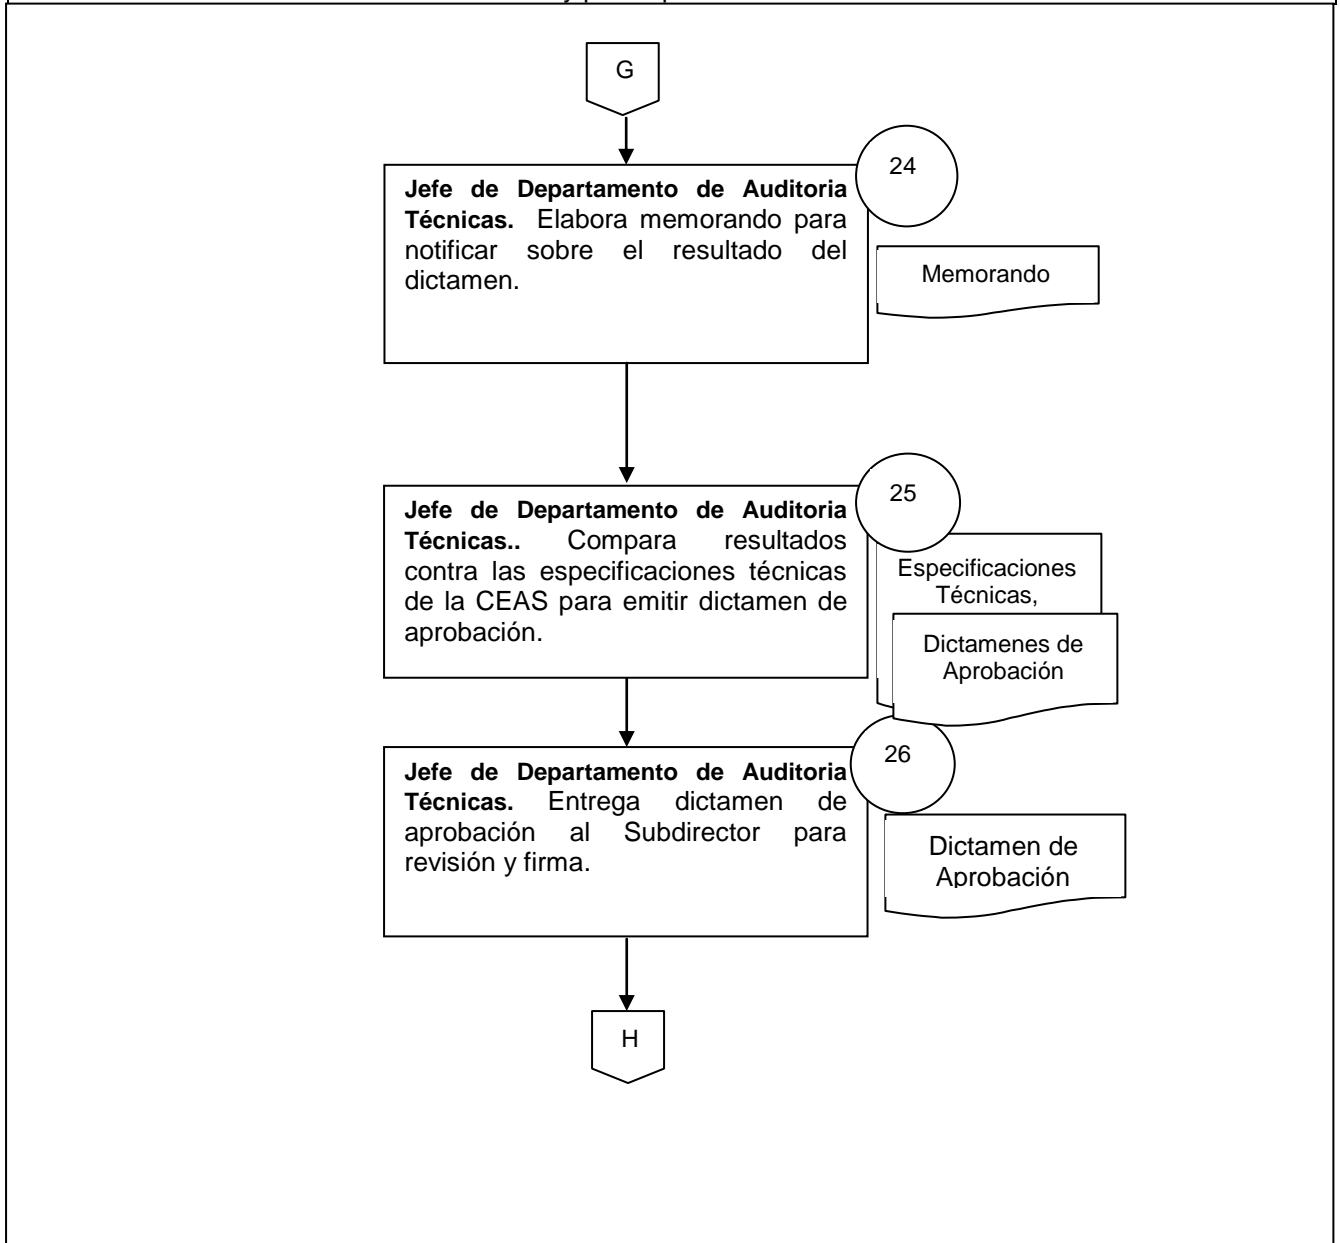 G
24
Jefe de Departamento de Auditoria
Técnicas. Elabora memorando para
notificar sobre el resultado del
dictamen.
Memorando
25
Jefe de Departamento de Auditoria
Técnicas.. Compara resultados
contra las especificaciones técnicas
de la CEAS para emitir dictamen de
aprobación.
Especificaciones
Técnicas,
Dictamenes de
Aprobación
26
Jefe de Departamento de Auditoria
Técnicas. Entrega dictamen de
aprobación al Subdirector para
revisión y firma.
Dictamen de
Aprobación
H